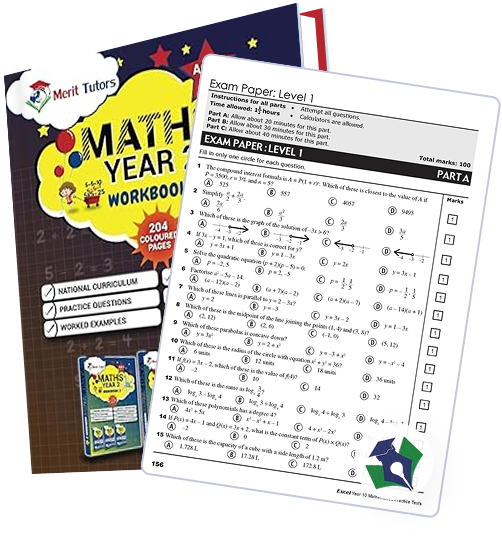 Merit Tutors
MATHS
YEAR 2
WORKBOOK
204
COLOURED
PAGES
NATIONAL CURRICULUM
PRACTICE QUESTIONS
WORKED EXAMPLES
MATHS
YEAR 2
Exam Paper: Level 1
Instructions for all parts • Attempt all questions.
Time allowed: hours • Calculators are allowed.
Part A: Allow about 20 minutes for this part.
Part B: Allow about 30 minutes for this part.
Part C: Allow about 40 minutes for this part.
Total marks: 100
EXAM PAPER: LEVEL 1
PART A
Fill in only one circle for each question.
Marks
1 The compound interest formula is A = P(1 + r)ⁿ. Which of these is closest to the value of A if
P = 3500, r = 3% and n = 5?
A 525 B 557 C 4057 D 9495
2 Simplify
3 Which of these is the graph of the solution of −3x > 6?
4 If 3x − y = 1, which of these is correct for y?
A y = 3x + 1 B y = 1 − 3x C y = 2x D y = 3x − 1
5 Solve the quadratic equation (p + 2)(p − 5) = 0.
A p = −2, 5 B p = 2, −5
6 Factorise a² − 5a − 14.
A (a − 12)(a − 2) B (a + 7)(a − 2) C (a + 2)(a − 7) D (a − 14)(a + 1)
7 Which of these lines is parallel to y = 2 − 3x?
A y = 2 B y = −3 C y = 3x − 2 D y = 1 − 3x
8 Which of these is the midpoint of the line joining the points (1, 4) and (3, 8)?
A (2, 12) B (2, 6) C (−1, 0) D (5, 12)
9 Which of these parabolas is concave down?
A y = 3x² B y = 2 + x² C y = −3 + x² D y = −x² − 4
10 Which of these is the radius of the circle with equation x² + y² = 36?
A 6 units B 12 units C 18 units D 36 units
11 If f(x) = 3x − 2, which is the value of f(4)?
A −2 B 10 C 14 D 32
12 Which of these is the same as
13 Which of these polynomials has a degree 4?
A 4x³ + 5x B x⁴ − x³ + x − 1 C 4 + x² − 2x³
14 If P(x) = 4x − 1 and Q(x) = 3x + 2, what is the constant term of P(x) × Q(x)?
A −2 B 0 C 2
15 Which of these is the capacity of a cube with a side length of 1.2 m?
A 1.728 L B 17.28 L C 172.8 L
156
Excel Year 10 Mathematics Practice Tests